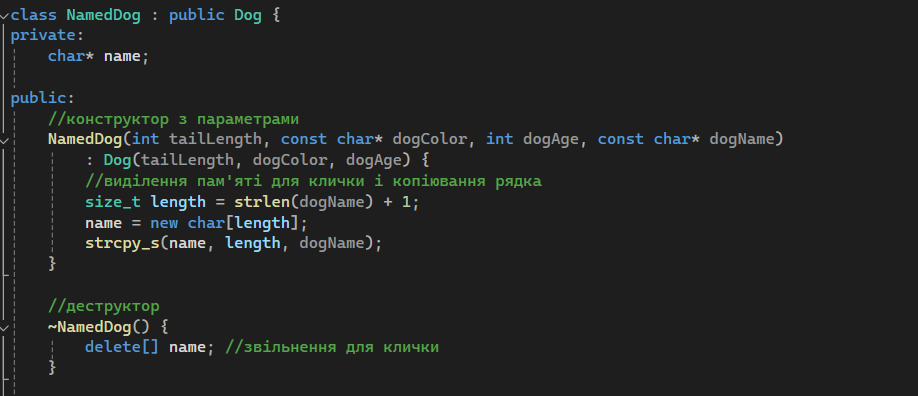 class NamedDog : public Dog {
private:
    char* name;
public:
    //конструктор з параметрами
    NamedDog(int tailLength, const char* dogColor, int dogAge, const char* dogName)
        : Dog(tailLength, dogColor, dogAge) {
        //виділення пам'яті для клички і копіювання рядка
        size_t length = strlen(dogName) + 1;
        name = new char[length];
        strcpy_s(name, length, dogName);
    }
    //деструктор
    ~NamedDog() {
        delete[] name; //звільнення для клички
    }